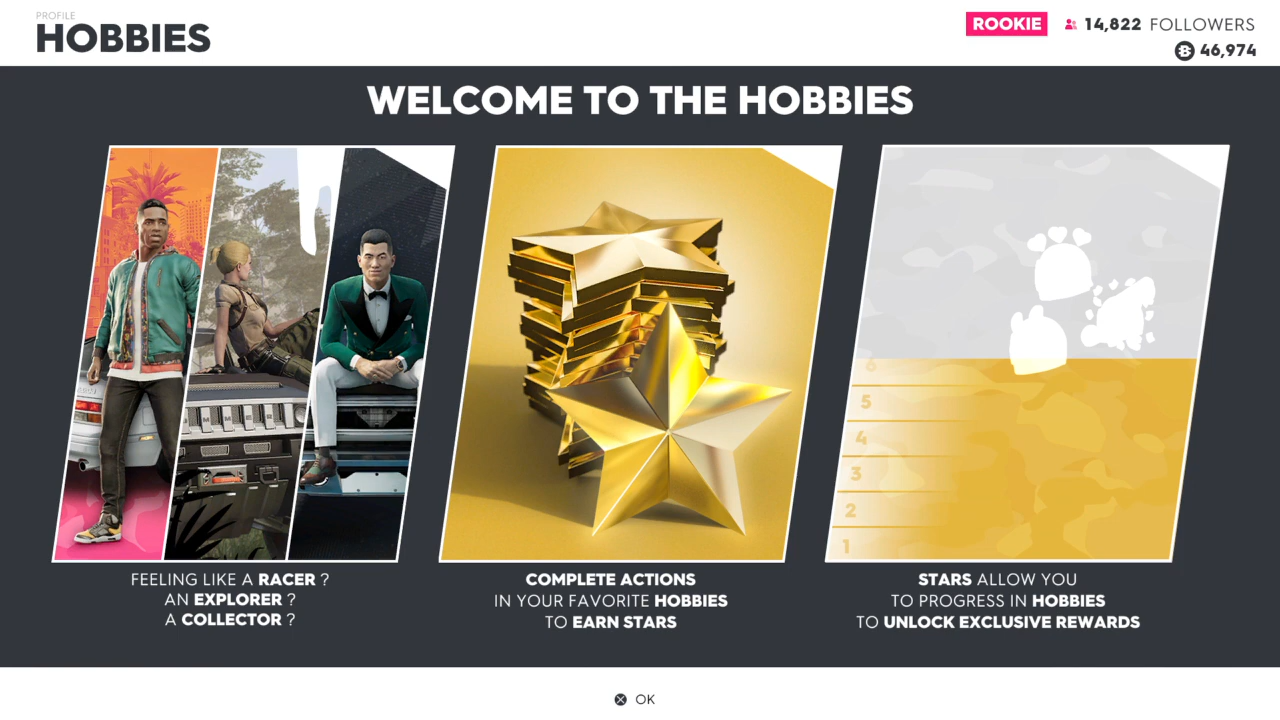 PROFILE
HOBBIES
ROOKIE 14,822 FOLLOWERS
46,974
WELCOME TO THE HOBBIES
6
5
4
3
2
1
FEELING LIKE A RACER ?
AN EXPLORER ?
A COLLECTOR ?
COMPLETE ACTIONS
IN YOUR FAVORITE HOBBIES
TO EARN STARS
STARS ALLOW YOU
TO PROGRESS IN HOBBIES
TO UNLOCK EXCLUSIVE REWARDS
OK